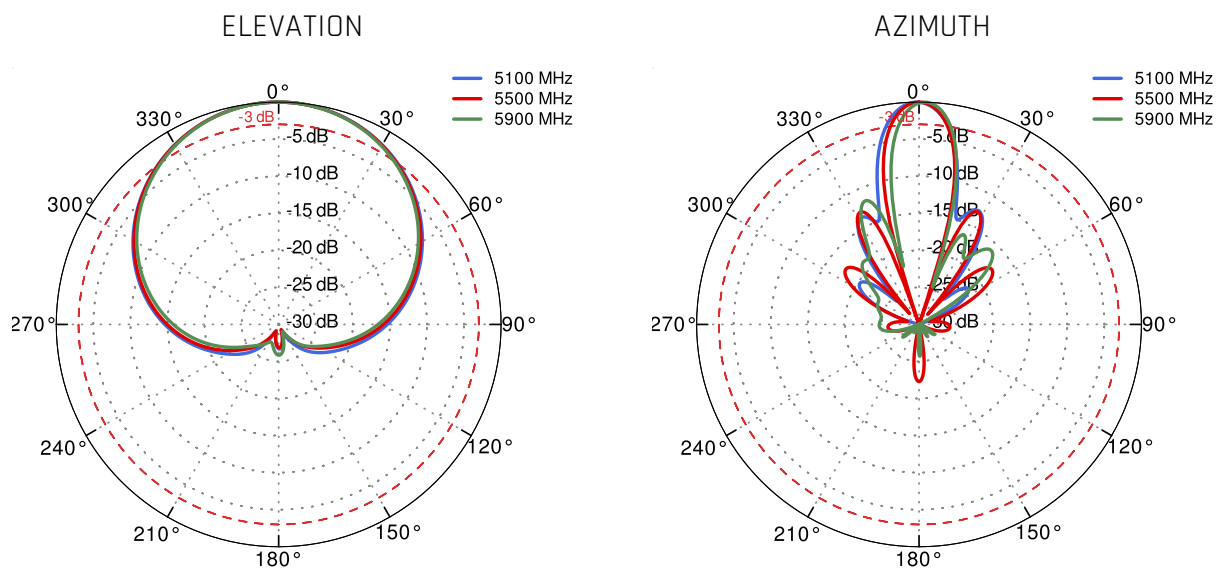 ELEVATION
5100 MHz
5500 MHz
5900 MHz
0°
330°
-3 dB
30°
-5 dB
-10 dB
300°
-15 dB
60°
-20 dB
-25 dB
270°
-30 dB
90°
240°
120°
210°
150°
180°
AZIMUTH
5100 MHz
5500 MHz
5900 MHz
0°
330°
-3 dB
30°
-5 dB
-10 dB
300°
-15 dB
60°
-20 dB
-25 dB
270°
-30 dB
90°
240°
120°
210°
150°
180°